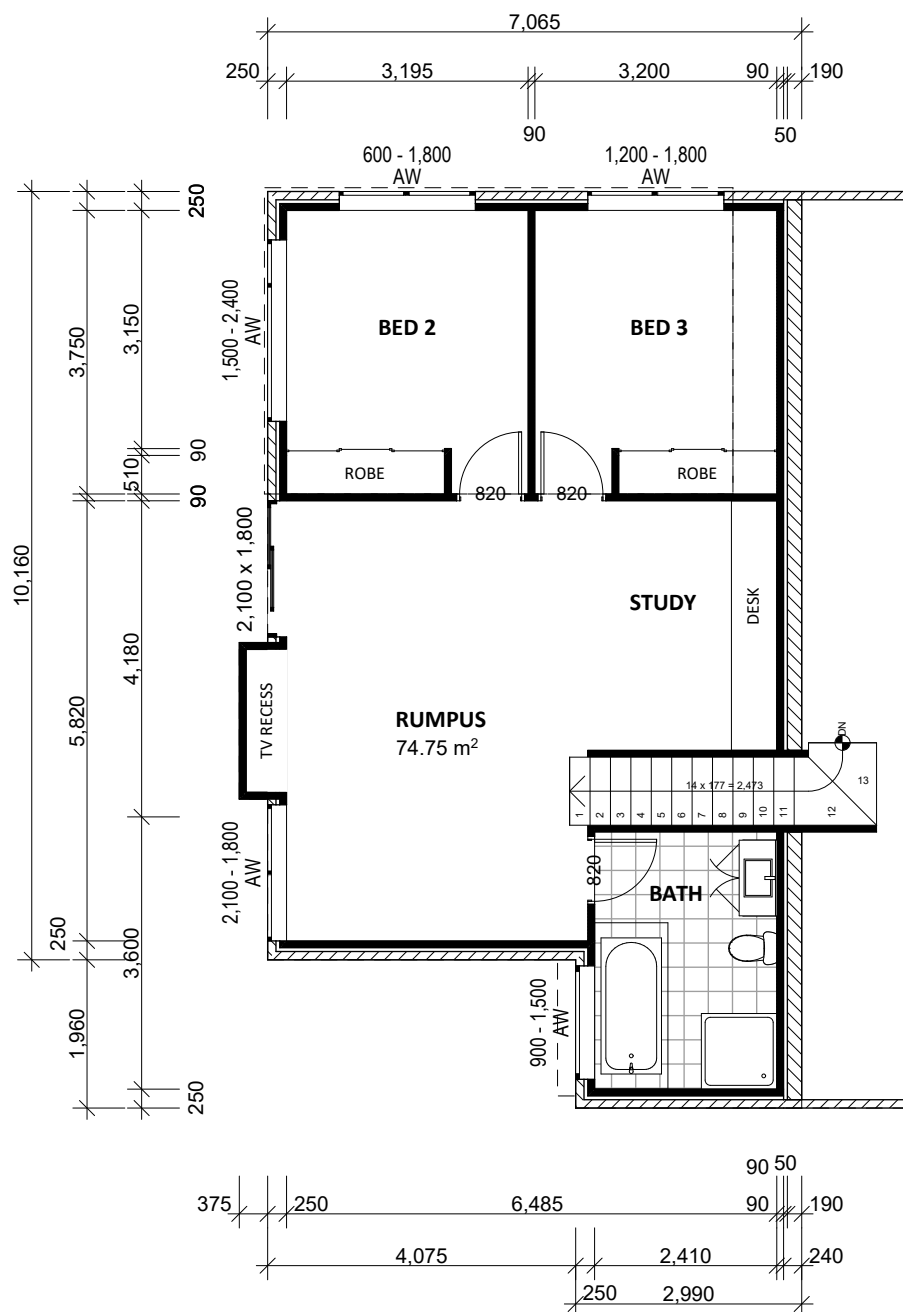 7,065
250 3,195 3,200 90 190
90 50
600 - 1,800
AW
1,200 - 1,800
AW
250
1,500 - 2,400
AW
3,750
3,150
BED 2
BED 3
90
510
90
ROBE
ROBE
820
820
2,100 x 1,800
10,160
STUDY
DESK
4,180
5,820
TV RECESS
RUMPUS
74.75 m²
DN
14 x 177 = 2,473
1 2 3 4 5 6 7 8 9 10 11 12 13
2,100 - 1,800
AW
820
BATH
250
3,600
900 - 1,500
AW
1,960
250
90 50
375 250 6,485 90 190
4,075 2,410 240
250 2,990